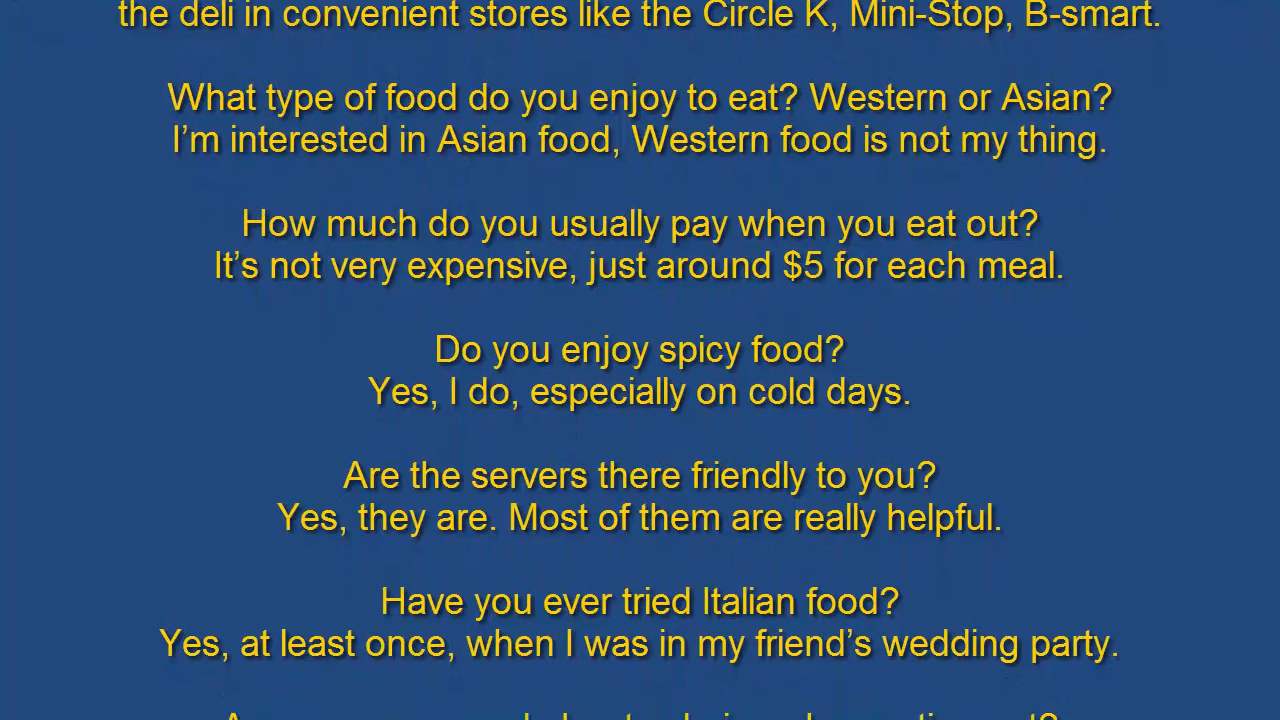 the deli in convenient stores like the Circle K, Mini-Stop, B-smart.
What type of food do you enjoy to eat? Western or Asian?
I’m interested in Asian food, Western food is not my thing.
How much do you usually pay when you eat out?
It’s not very expensive, just around $5 for each meal.
Do you enjoy spicy food?
Yes, I do, especially on cold days.
Are the servers there friendly to you?
Yes, they are. Most of them are really helpful.
Have you ever tried Italian food?
Yes, at least once, when I was in my friend’s wedding party.